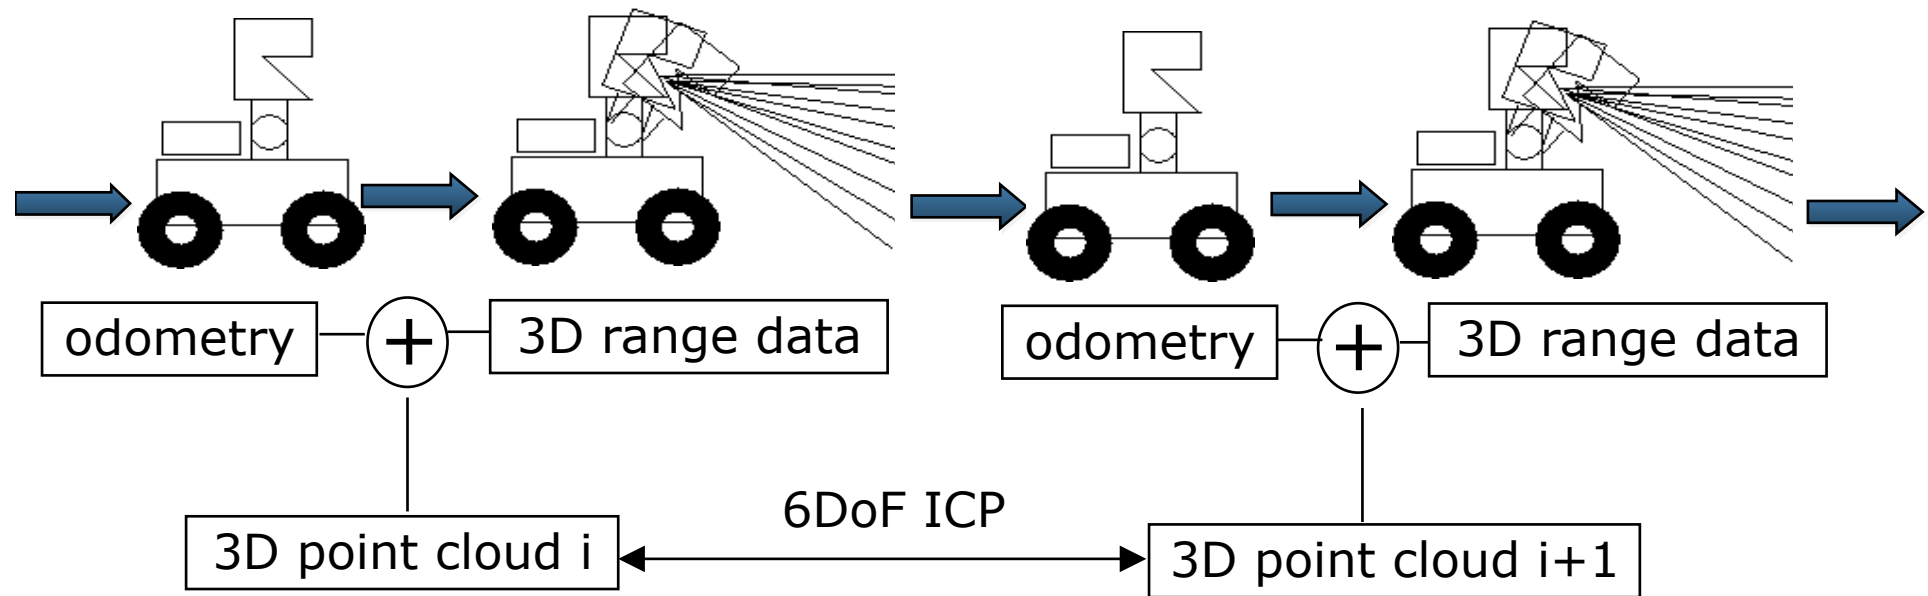 odometry + 3D range data
odometry + 3D range data
6DoF ICP
3D point cloud i
3D point cloud i+1